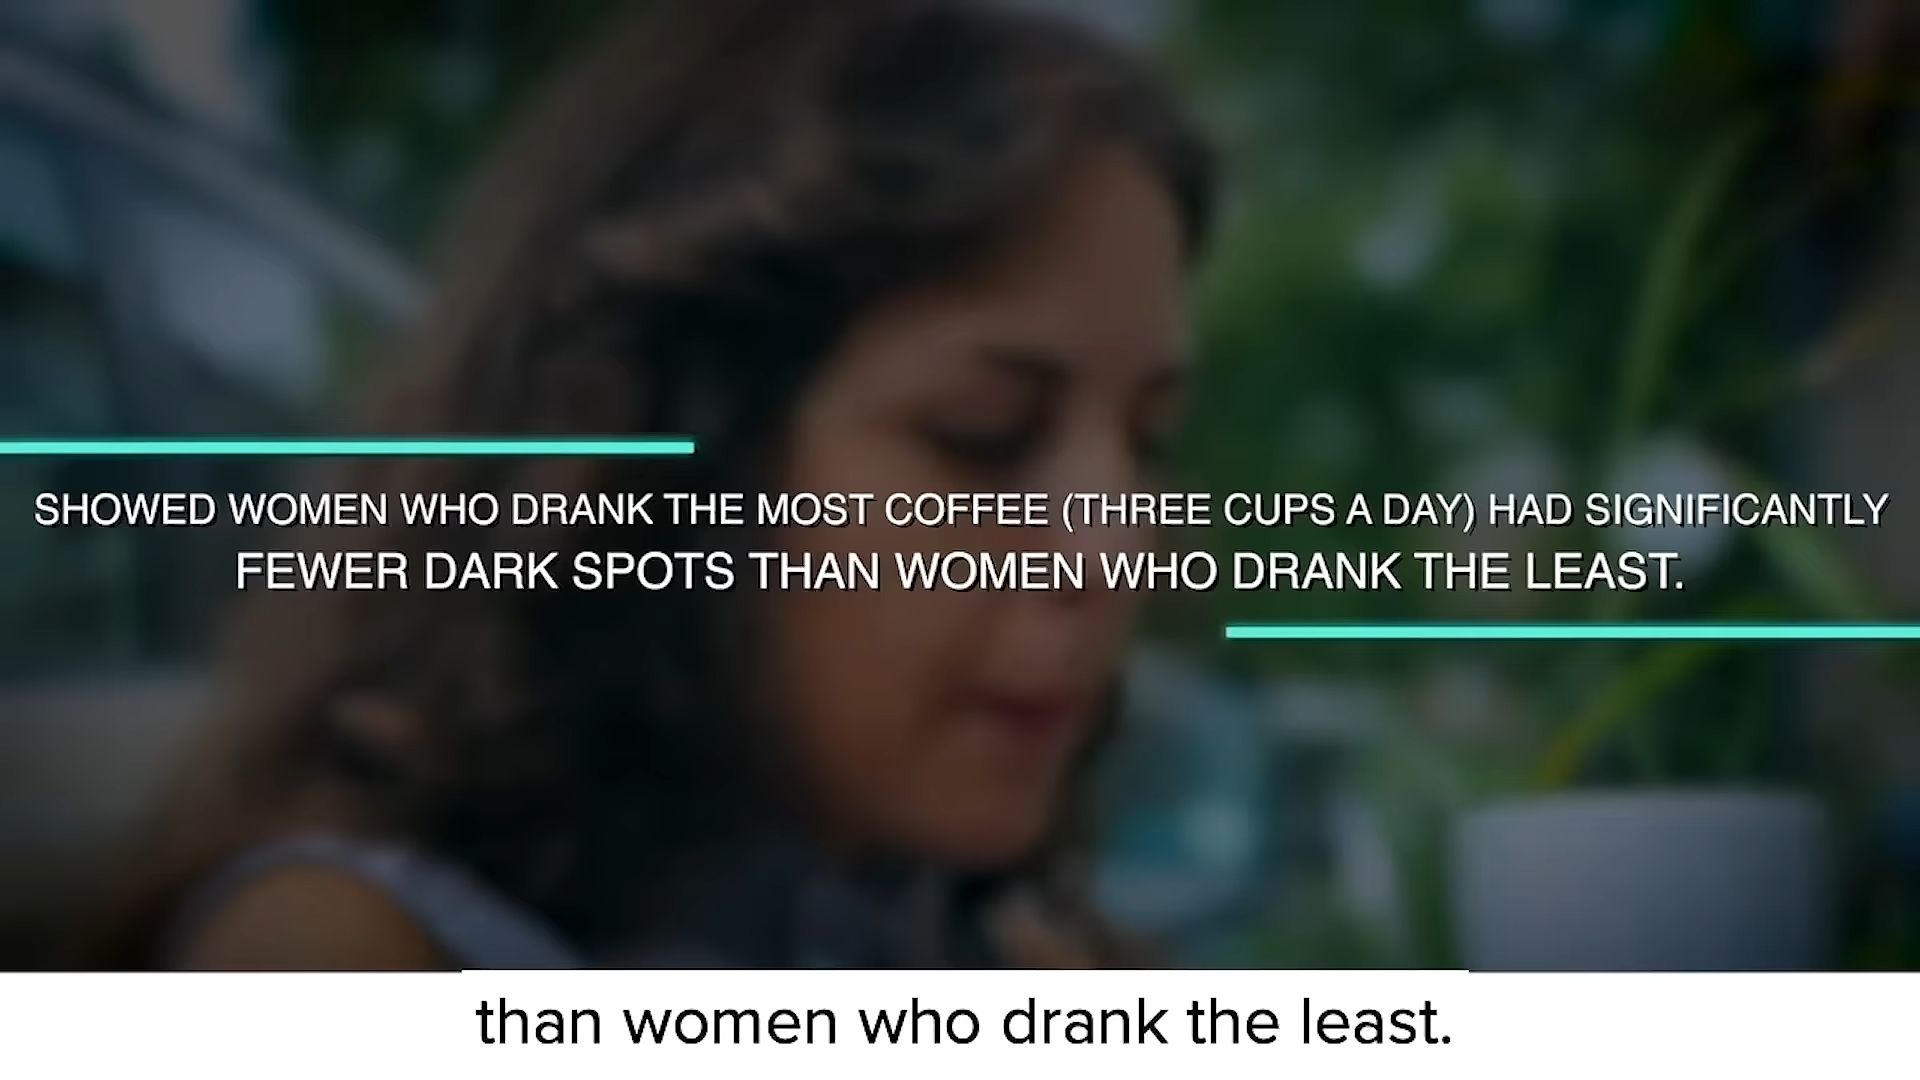 SHOWED WOMEN WHO DRANK THE MOST COFFEE (THREE CUPS A DAY) HAD SIGNIFICANTLY
FEWER DARK SPOTS THAN WOMEN WHO DRANK THE LEAST.
than women who drank the least.